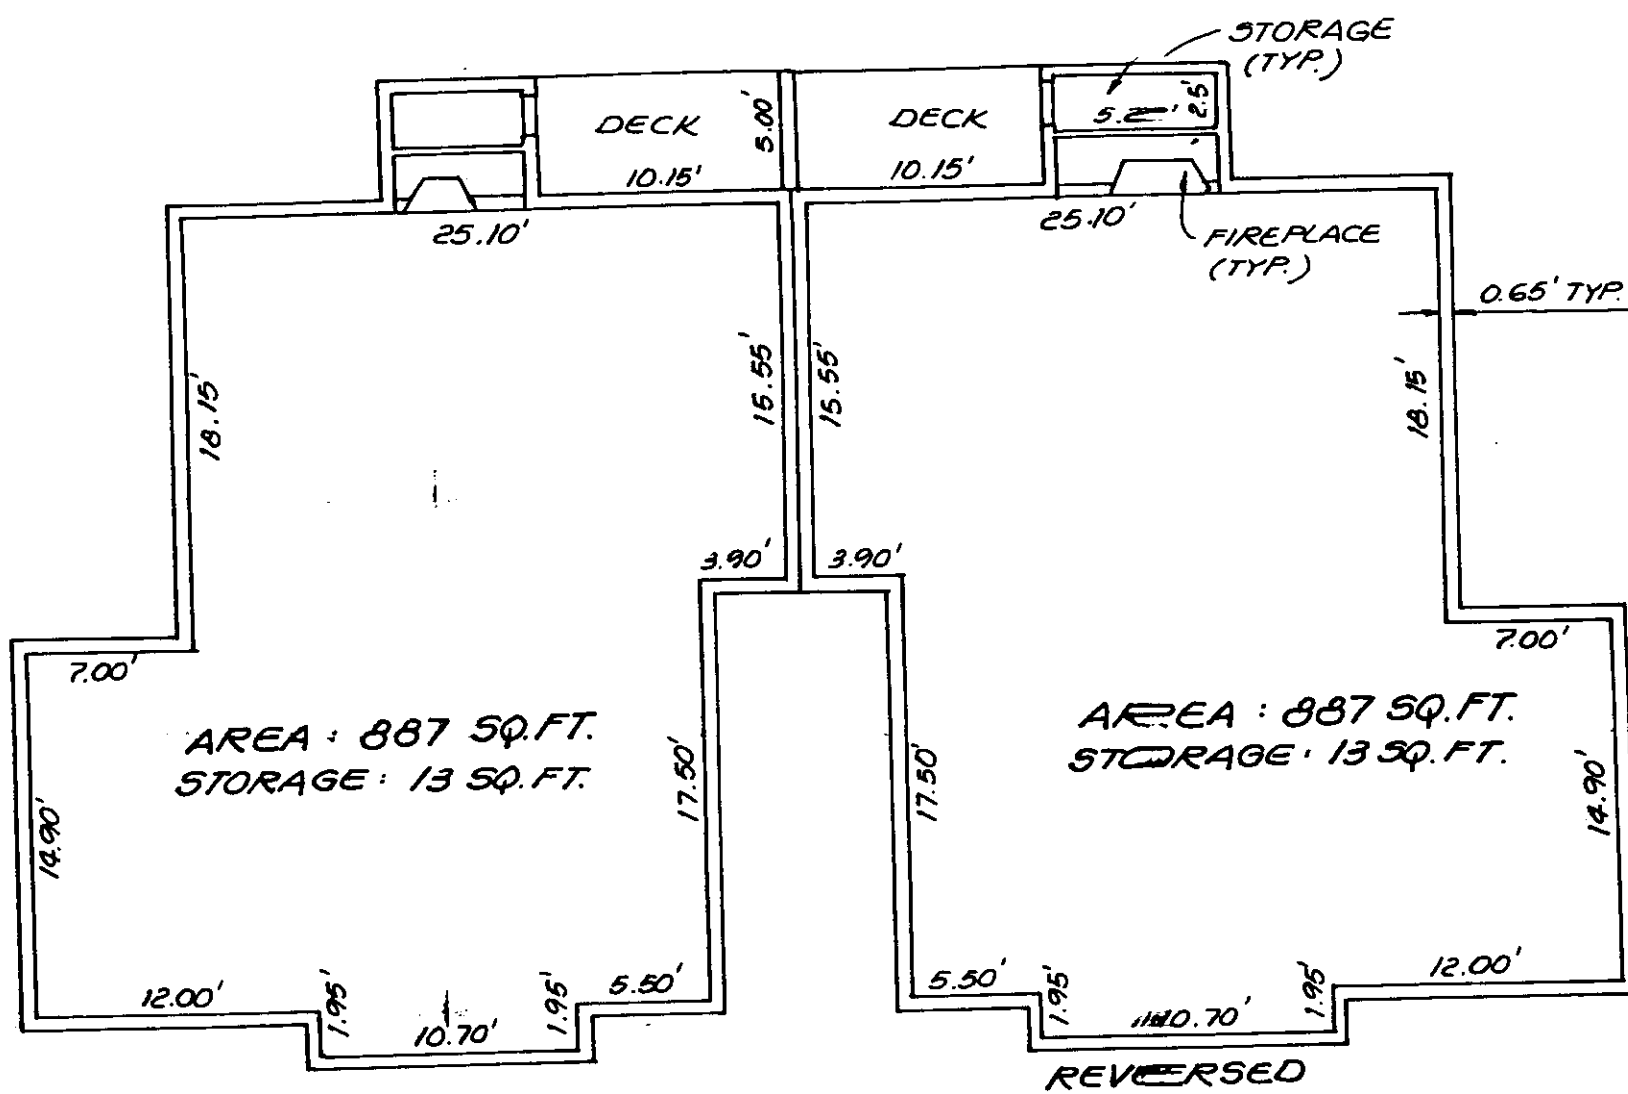 STORAGE
(TYP.)
DECK
5.00'
DECK
2.5'
10.15'
10.15'
25.10'
25.10'
FIREPLACE
(TYP.)
0.65' TYP.
18.15'
15.55'
15.55'
18.15'
3.90'
3.90'
7.00'
7.00'
AREA : 887 SQ.FT.
STORAGE : 13 SQ.FT.
AREA : 887 SQ.FT.
STORAGE : 13 SQ.FT.
14.90'
17.50'
17.50'
14.90'
12.00'
1.95'
10.70'
1.95'
5.50'
5.50'
1.95'
10.70'
1.95'
12.00'
REVERSED